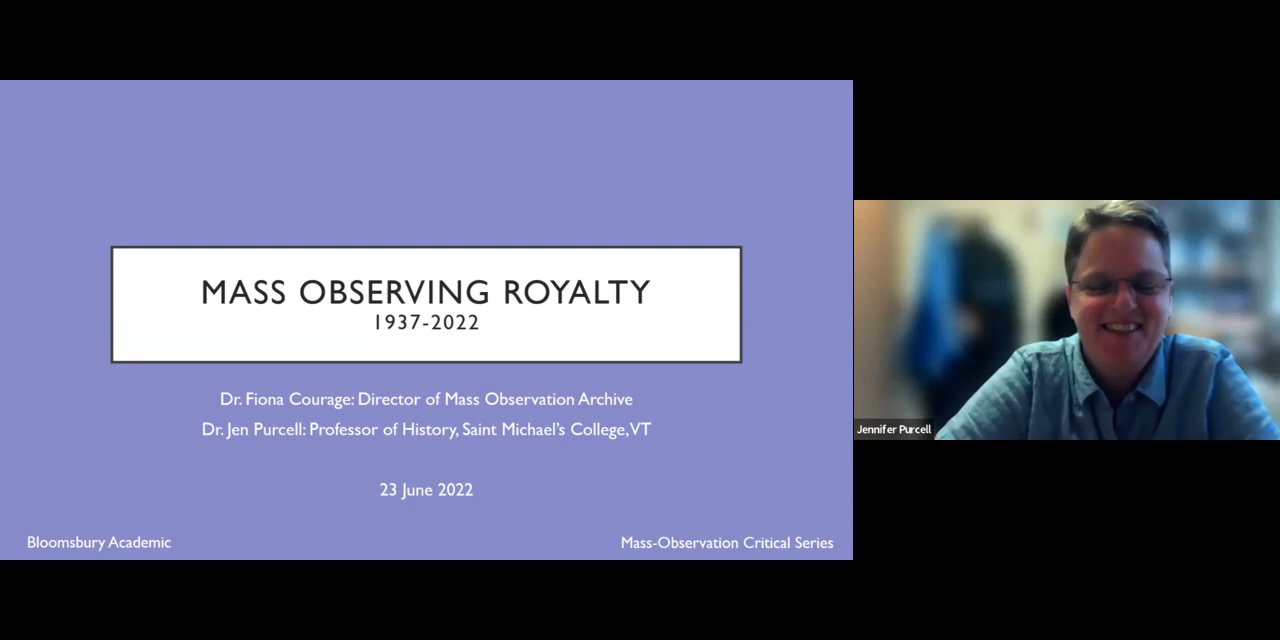 MASS OBSERVING ROYALTY
1937-2022
Dr. Fiona Courage: Director of Mass Observation Archive
Dr. Jen Purcell: Professor of History, Saint Michael's College, VT
23 June 2022
Bloomsbury Academic
Mass-Observation Critical Series
Jennifer Purcell